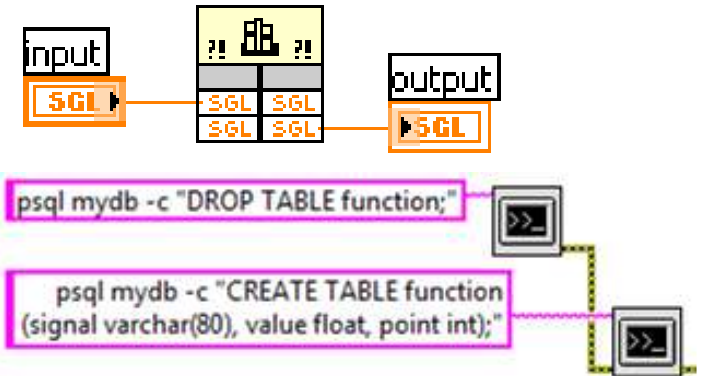 input
SGL
?! ?!
SGL SGL
SGL SGL
output
SGL
psql mydb -c "DROP TABLE function;"
>>_
psql mydb -c "CREATE TABLE function
(signal varchar(80), value float, point int);"
>>_